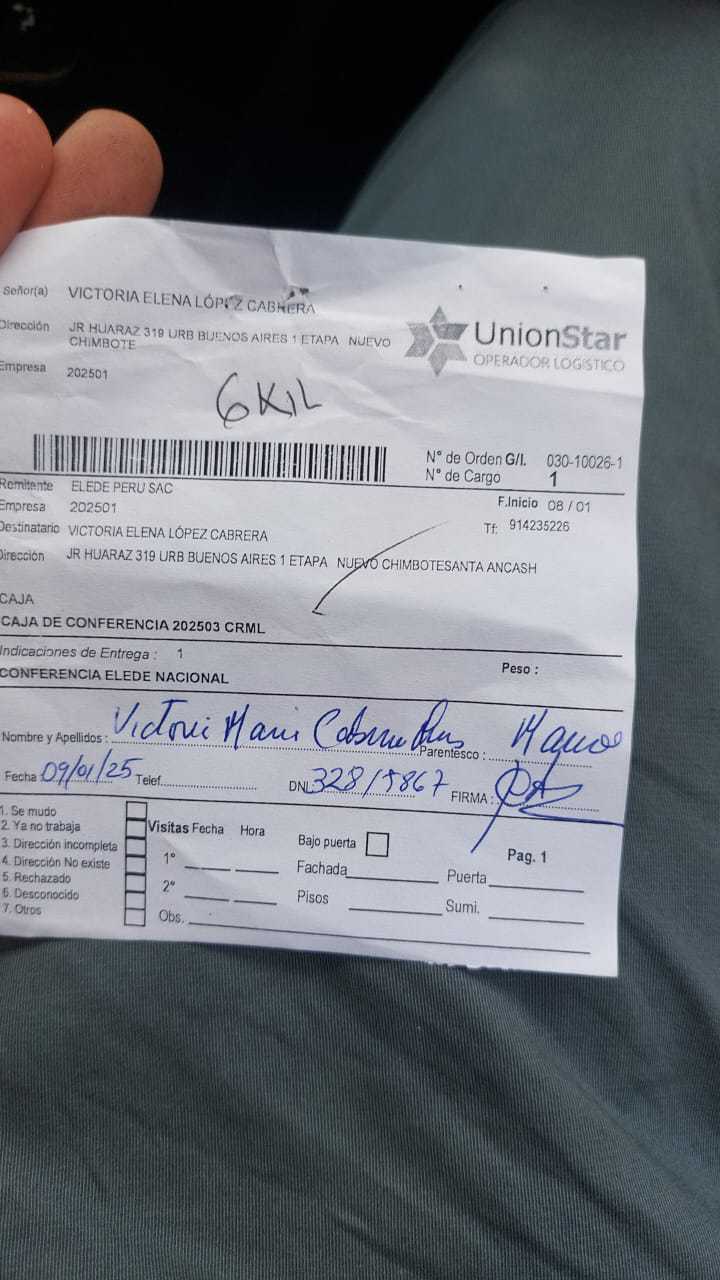 Señor(a) VICTORIA ELENA LÓPEZ CABRERA
Dirección JR HUARAZ 319 URB BUENOS AIRES 1 ETAPA NUEVO
CHIMBOTE
UnionStar
OPERADOR LOGÍSTICO
Empresa 202501
6 KIL
N° de Orden G/I. 030-10026-1
N° de Cargo 1
Remitente ELEDE PERU SAC
Empresa 202501
F.Inicio 08 / 01
Destinatario VICTORIA ELENA LÓPEZ CABRERA
Tf: 914235226
Dirección JR HUARAZ 319 URB BUENOS AIRES 1 ETAPA NUEVO CHIMBOTESANTA ANCASH
CAJA
CAJA DE CONFERENCIA 202503 CRML
Indicaciones de Entrega : 1
Peso :
CONFERENCIA ELEDE NACIONAL
Nombre y Apellidos : Victori Mari Parentesco :
Fecha 09/01/25 Telef. DNI. FIRMA :
1. Se mudo
2. Ya no trabaja
3. Dirección incompleta
4. Dirección No existe
5. Rechazado
6. Desconocido
7. Otros
Visitas Fecha Hora
1°
2°
Obs.
Bajo puerta
Fachada
Pisos
Pag. 1
Puerta
Sumi.